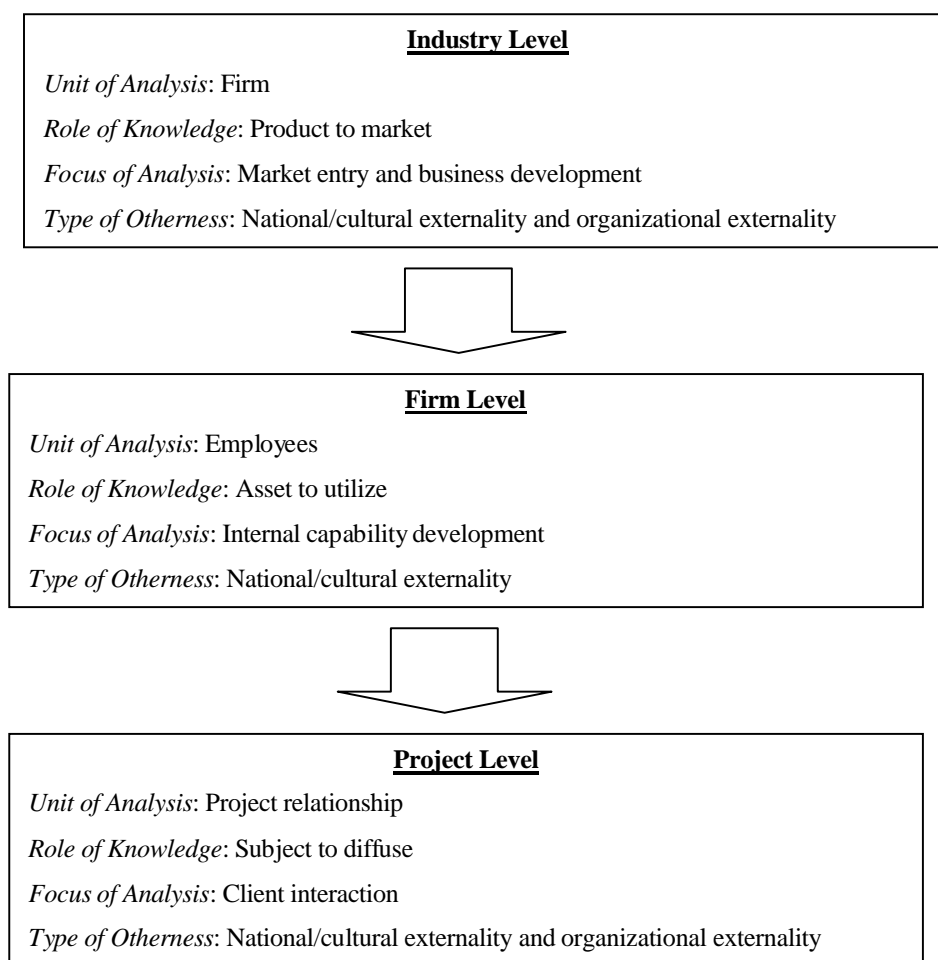 Industry Level
Unit of Analysis: Firm
Role of Knowledge: Product to market
Focus of Analysis: Market entry and business development
Type of Otherness: National/cultural externality and organizational externality
Firm Level
Unit of Analysis: Employees
Role of Knowledge: Asset to utilize
Focus of Analysis: Internal capability development
Type of Otherness: National/cultural externality
Project Level
Unit of Analysis: Project relationship
Role of Knowledge: Subject to diffuse
Focus of Analysis: Client interaction
Type of Otherness: National/cultural externality and organizational externality